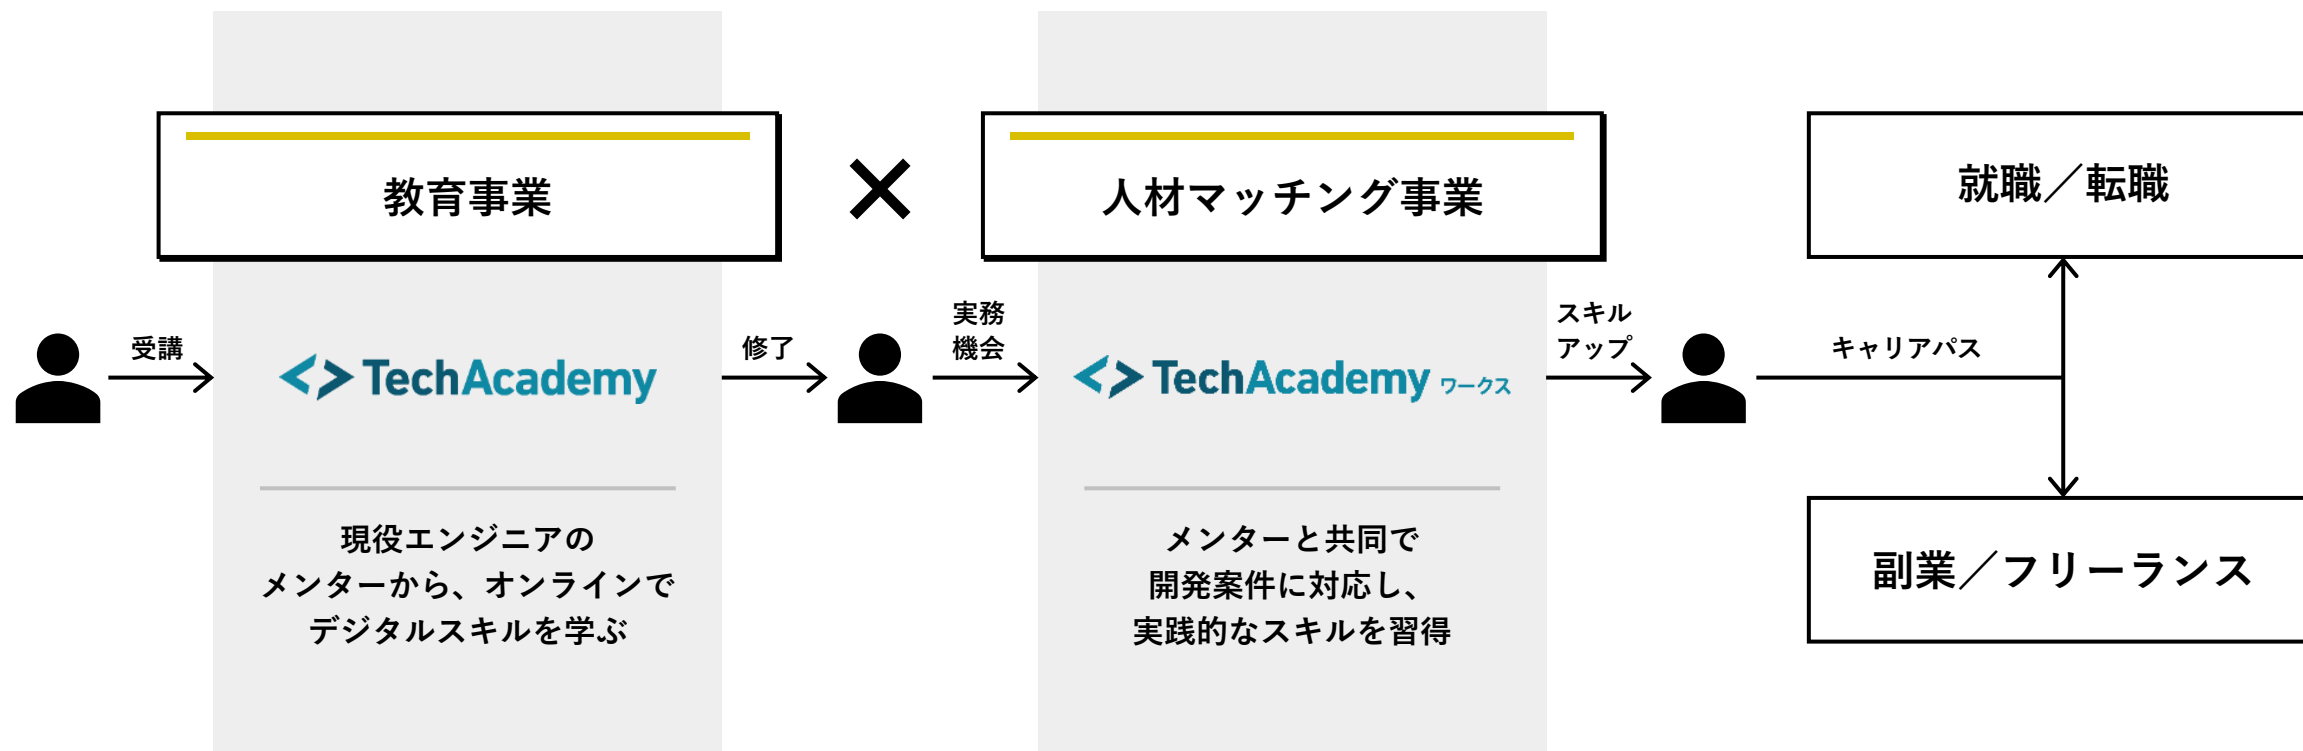 教育事業
人材マッチング事業
就職／転職
受講
TechAcademy
修了
実務
機会
TechAcademy ワークス
スキル
アップ
キャリアパス
現役エンジニアの
メンターから、オンラインで
デジタルスキルを学ぶ
メンターと共同で
開発案件に対応し、
実践的なスキルを習得
副業／フリーランス